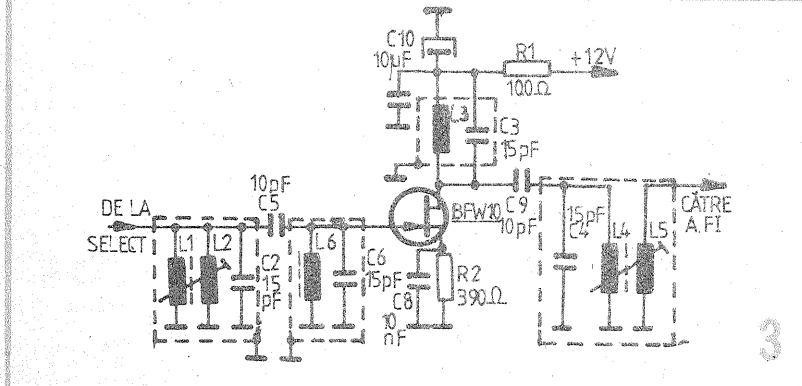 C10
10µF
R1
+12V
100Ω
L3
C3
15pF
10pF
C5
DE LA
SELECT
L1
L2
C2
15
pF
L6
C6
15pF
C8
10
nF
BFW10
R2
390Ω
C9
10pF
15pF
C4
L4
L5
CĂTRE
A.FI
3